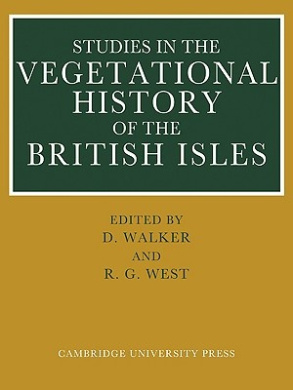 STUDIES IN THE
VEGETATIONAL
HISTORY
OF THE
BRITISH ISLES
EDITED BY
D. WALKER
AND
R. G. WEST
CAMBRIDGE UNIVERSITY PRESS